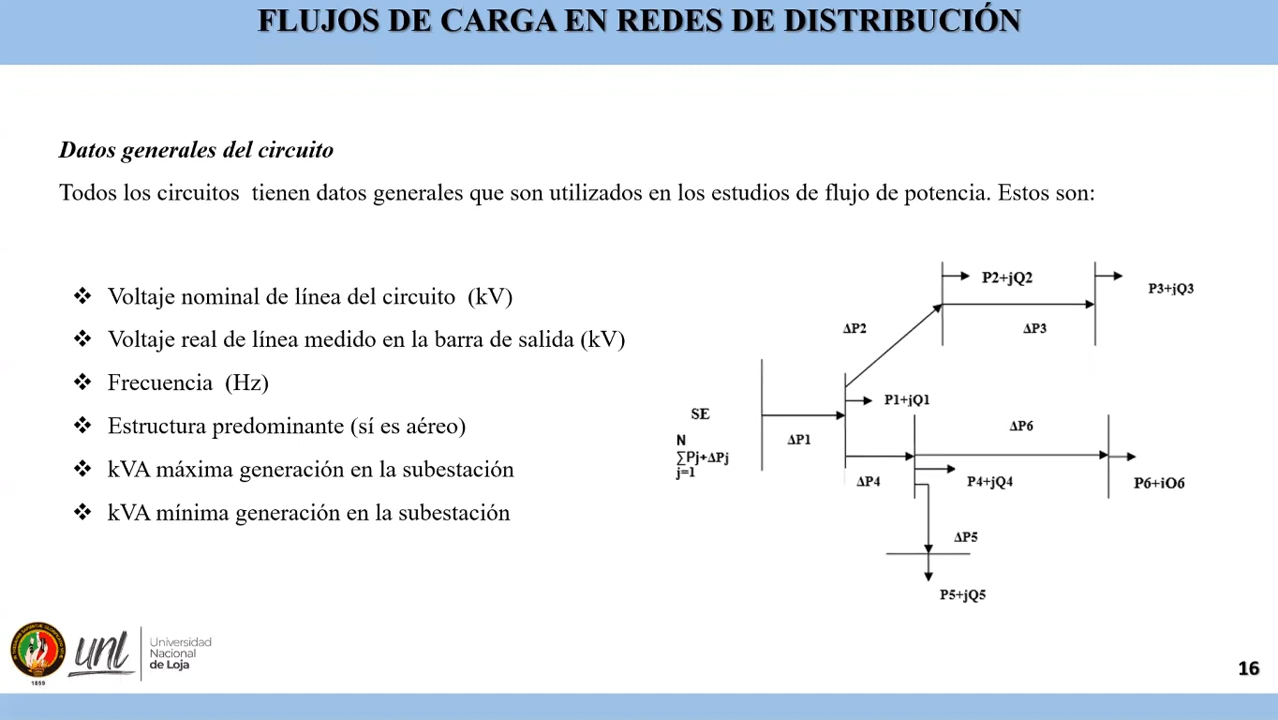 FLUJOS DE CARGA EN REDES DE DISTRIBUCIÓN
Datos generales del circuito
Todos los circuitos tienen datos generales que son utilizados en los estudios de flujo de potencia. Estos son:
❖ Voltaje nominal de línea del circuito (kV)
❖ Voltaje real de línea medido en la barra de salida (kV)
❖ Frecuencia (Hz)
❖ Estructura predominante (sí es aéreo)
❖ kVA máxima generación en la subestación
❖ kVA mínima generación en la subestación
P2+jQ2
P3+jQ3
ΔP2
ΔP3
P1+jQ1
SE
ΔP1
N
∑Pj+ΔPj
j=1
ΔP6
ΔP4
P4+jQ4
P6+iO6
ΔP5
P5+jQ5
1859
unl
Universidad
Nacional
de Loja
16